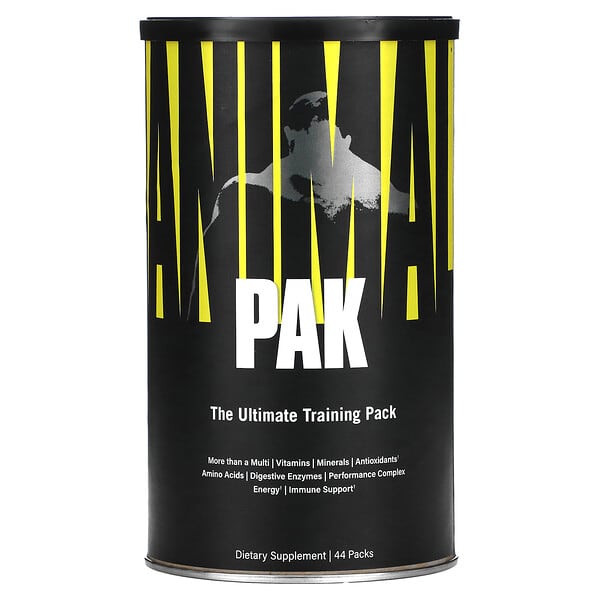 ANIMAL
PAK
The Ultimate Training Pack
More than a Multi | Vitamins | Minerals | Antioxidants†
Amino Acids | Digestive Enzymes | Performance Complex
Energy† | Immune Support†
Dietary Supplement | 44 Packs